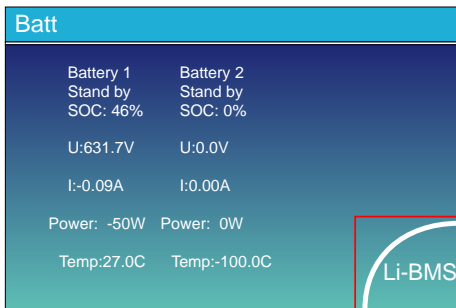 Batt
Battery 1 Battery 2
Stand by Stand by
SOC: 46% SOC: 0%
U:631.7V U:0.0V
I:-0.09A I:0.00A
Power: -50W Power: 0W
Temp:27.0C Temp:-100.0C
Li-BMS